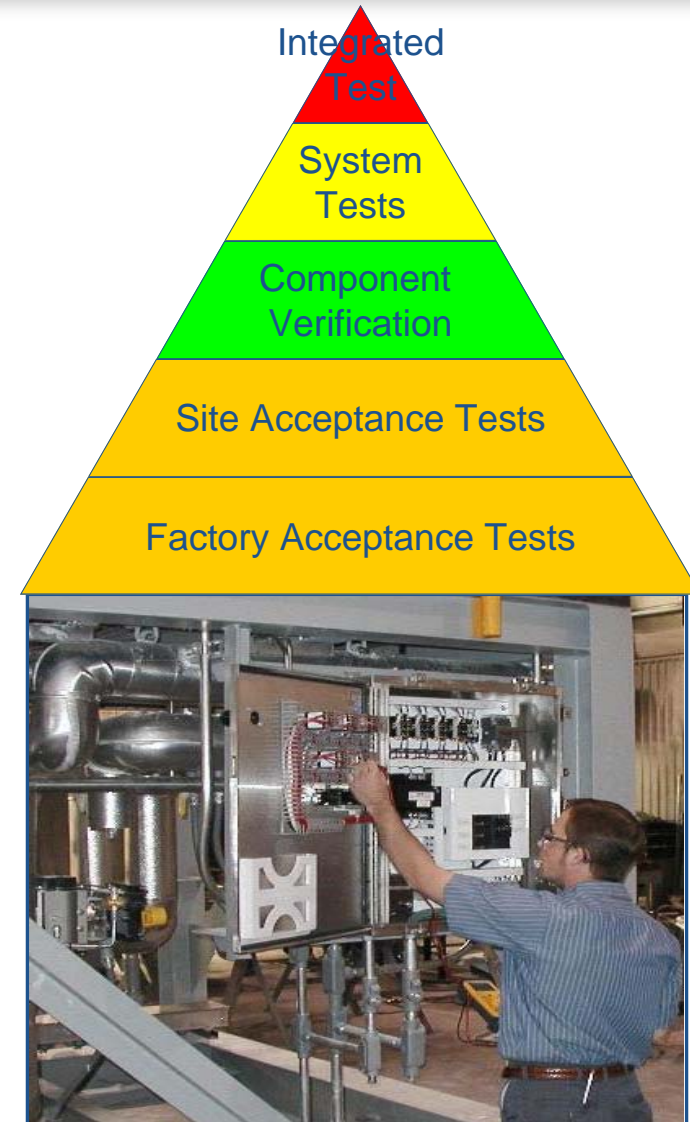 Integrated
Test
System
Tests
Component
Verification
Site Acceptance Tests
Factory Acceptance Tests